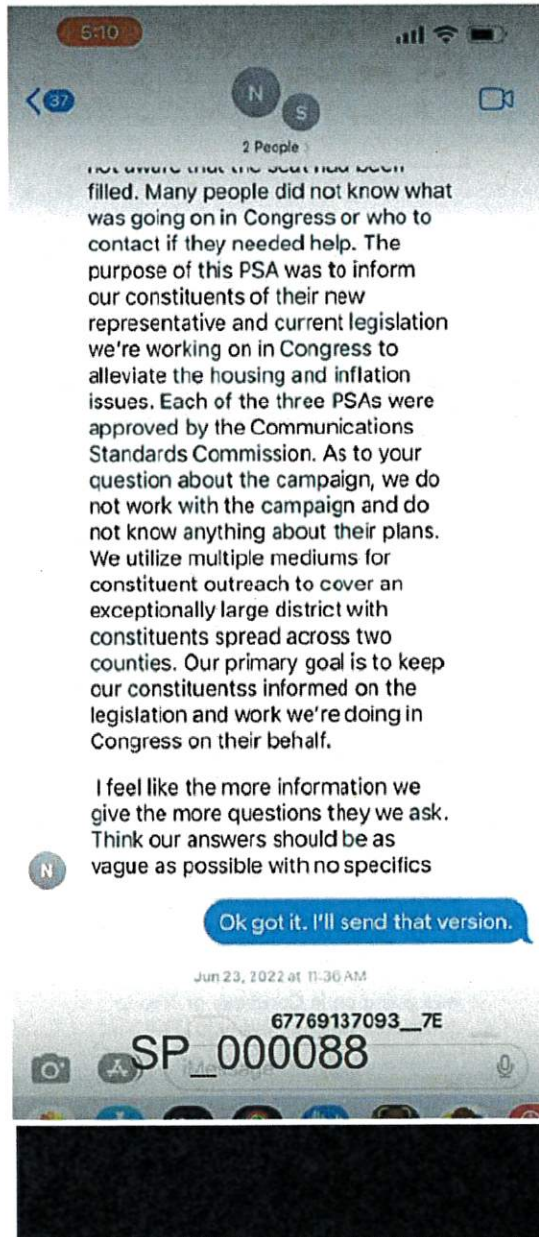 5:10
37
N
S
2 People
not aware that the seat had been
filled. Many people did not know what
was going on in Congress or who to
contact if they needed help. The
purpose of this PSA was to inform
our constituents of their new
representative and current legislation
we're working on in Congress to
alleviate the housing and inflation
issues. Each of the three PSAs were
approved by the Communications
Standards Commission. As to your
question about the campaign, we do
not work with the campaign and do
not know anything about their plans.
We utilize multiple mediums for
constituent outreach to cover an
exceptionally large district with
constituents spread across two
counties. Our primary goal is to keep
our constituentss informed on the
legislation and work we're doing in
Congress on their behalf.
I feel like the more information we
give the more questions they we ask.
Think our answers should be as
vague as possible with no specifics
N
Ok got it. I'll send that version.
Jun 23, 2022 at 11:36 AM
67769137093__7E
SP_000088